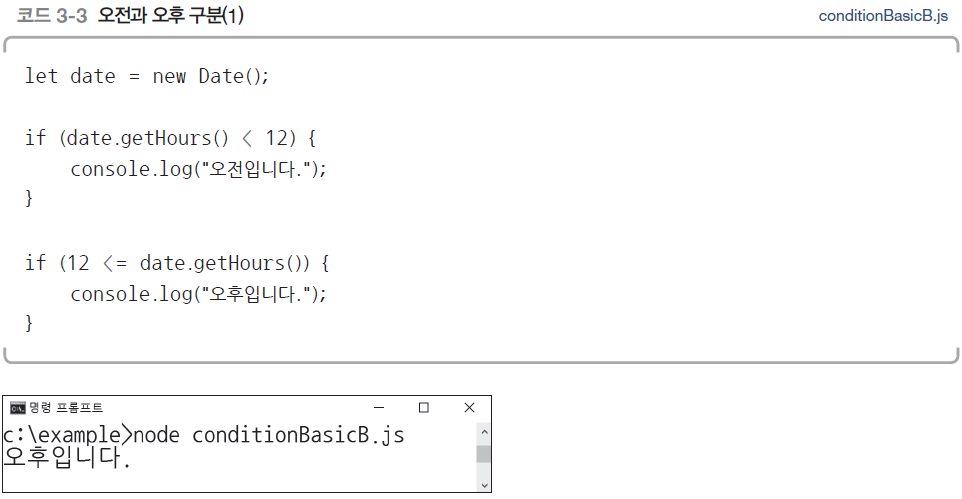 코드 3-3 오전과 오후 구분(1) conditionBasicB.js
let date = new Date();
if (date.getHours() < 12) {
console.log("오전입니다.");
}
if (12 <= date.getHours()) {
console.log("오후입니다.");
}
명령 프롬프트
c:\example>node conditionBasicB.js
오후입니다.